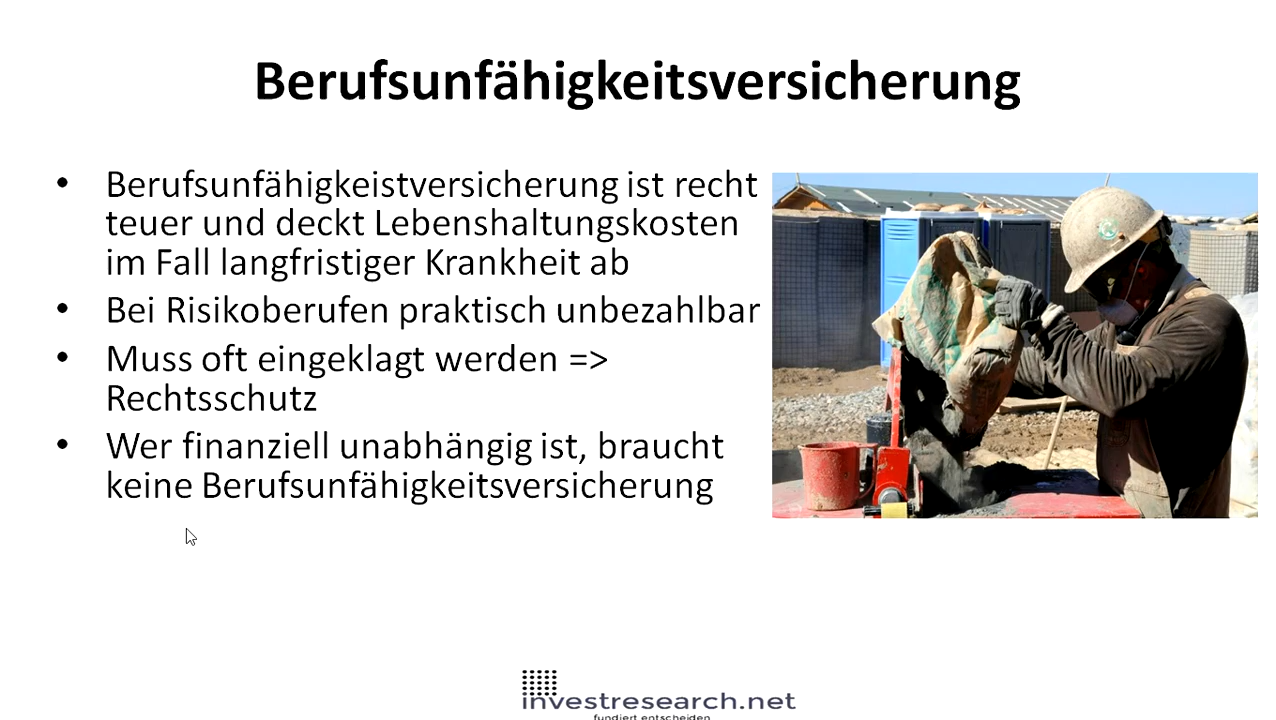 Berufsunfähigkeitsversicherung
• Berufsunfähigkeistversicherung ist recht
teuer und deckt Lebenshaltungskosten
im Fall langfristiger Krankheit ab
• Bei Risikoberufen praktisch unbezahlbar
• Muss oft eingeklagt werden =>
Rechtsschutz
• Wer finanziell unabhängig ist, braucht
keine Berufsunfähigkeitsversicherung
investresearch.net
fundiert entscheiden